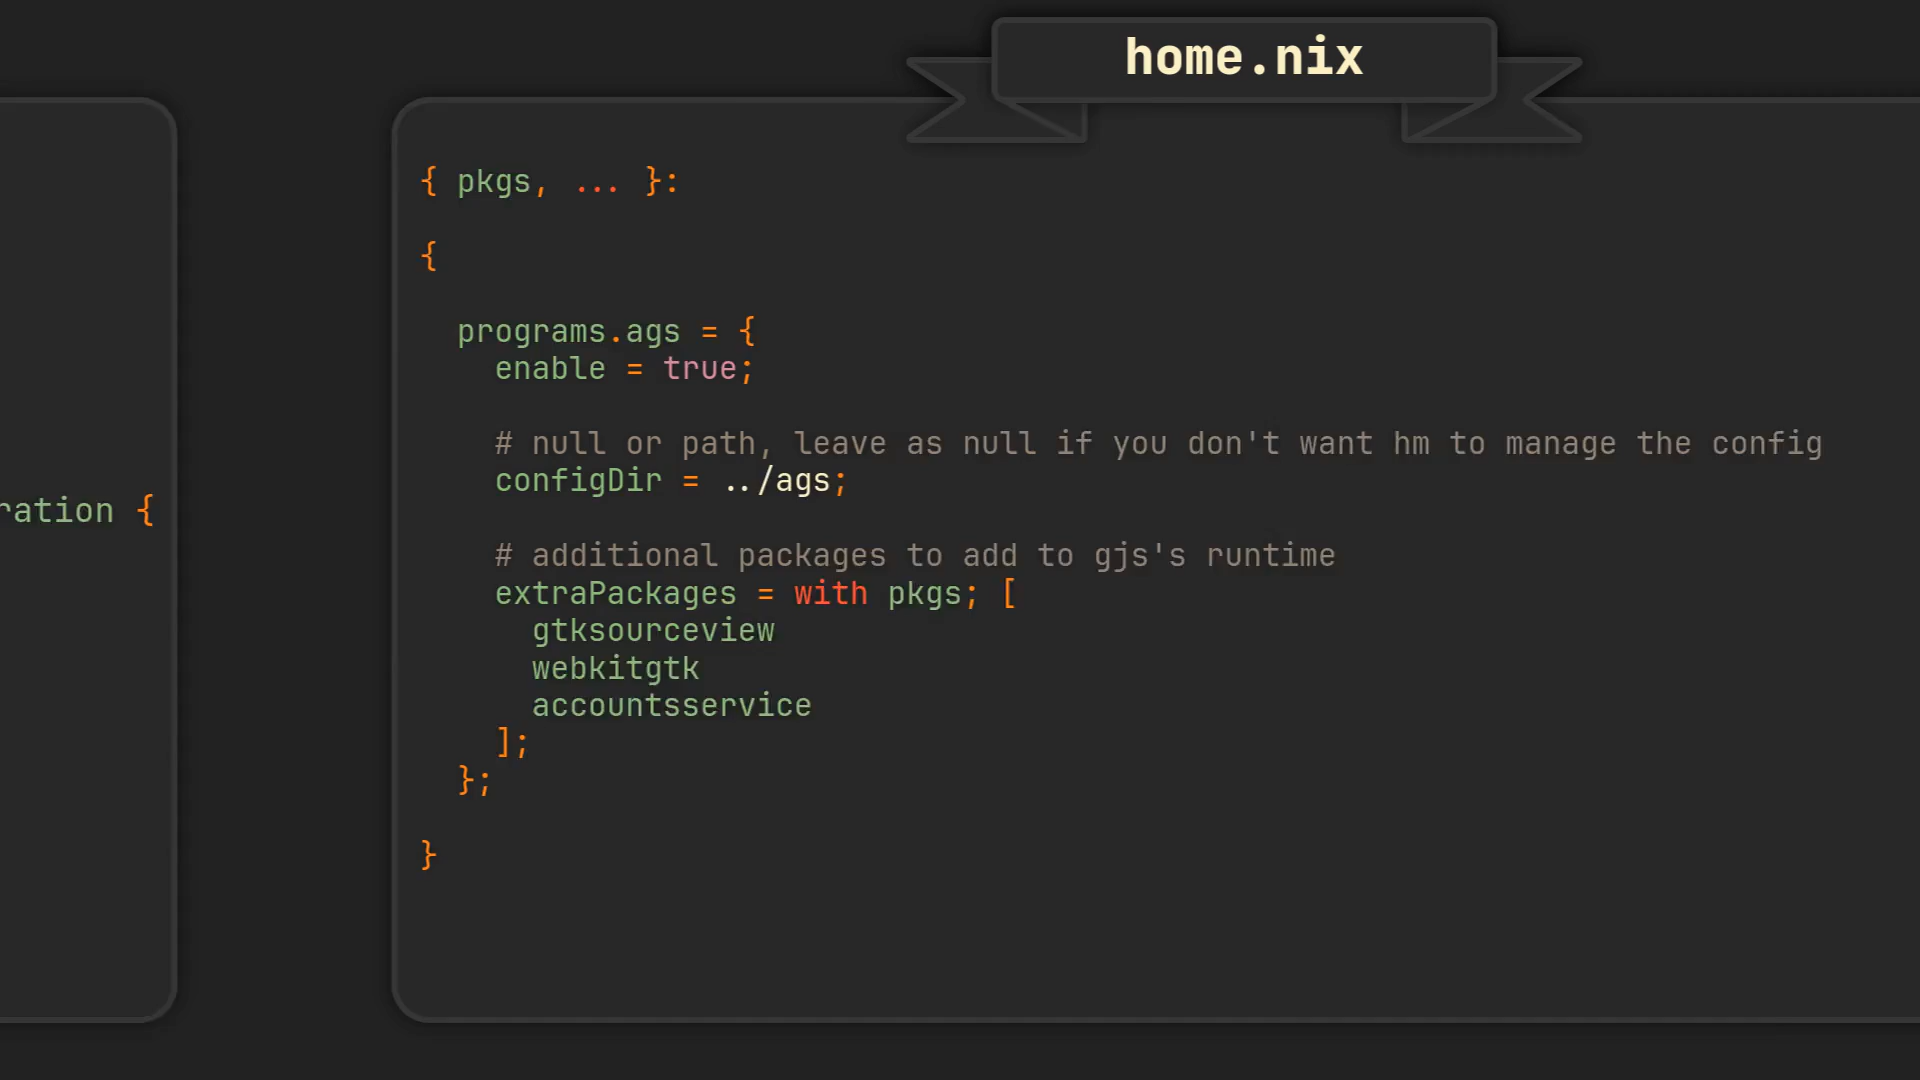 home.nix
ration {
{ pkgs, ... }:
{
programs.ags = {
enable = true;
# null or path, leave as null if you don't want hm to manage the config
configDir = ../ags;
# additional packages to add to gjs's runtime
extraPackages = with pkgs; [
gtksourceview
webkitgtk
accountsservice
];
};
}